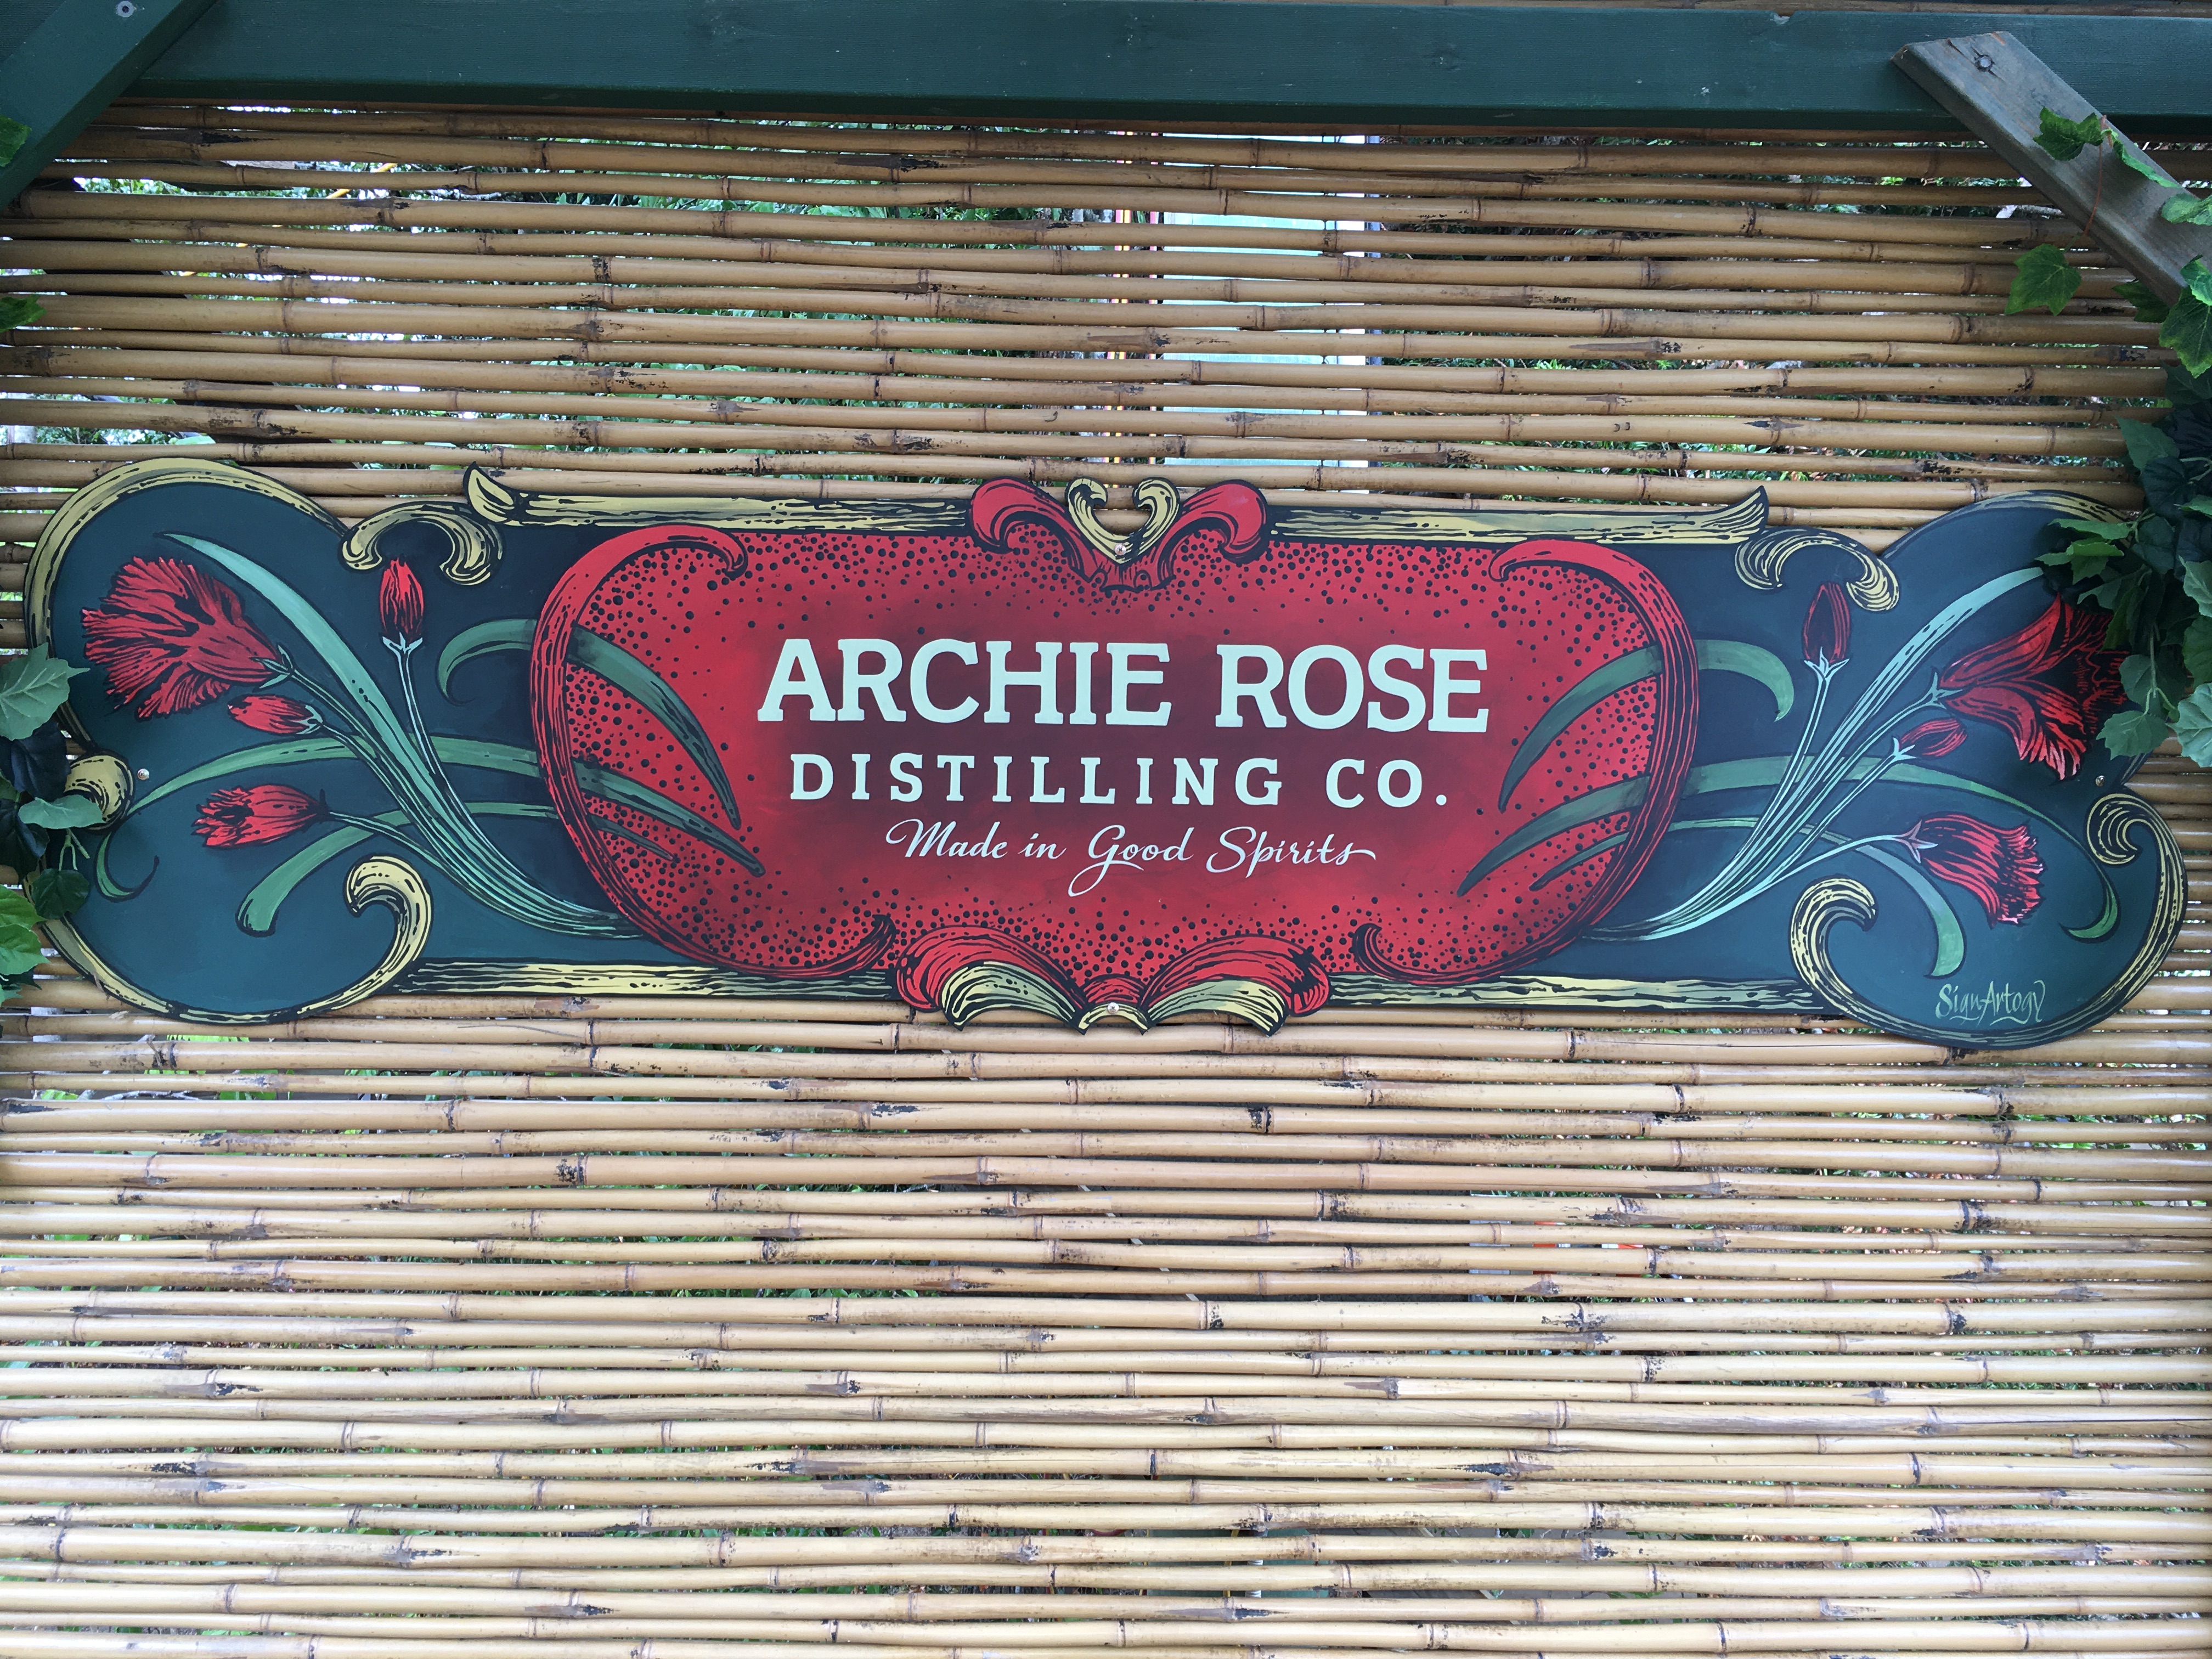 ARCHIE ROSE
DISTILLING CO.
Made in Good Spirits
SignArtogy